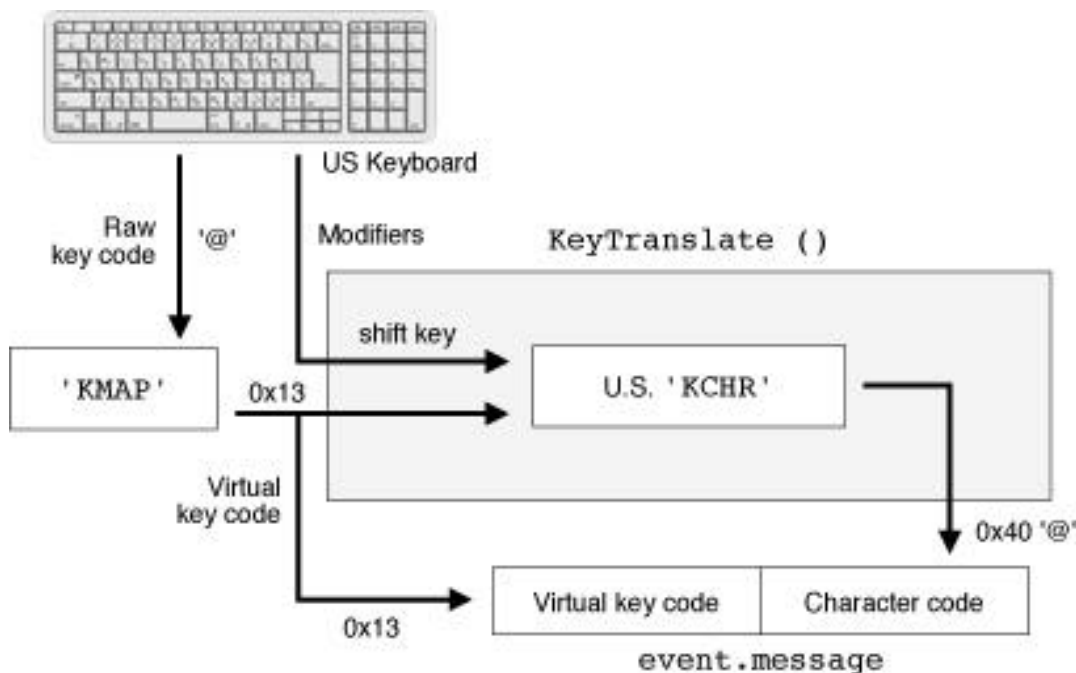 US Keyboard
Raw
key code
'@'
Modifiers
KeyTranslate ()
shift key
'KMAP'
0x13
U.S. 'KCHR'
Virtual
key code
0x40 '@'
0x13
Virtual key code
Character code
event.message